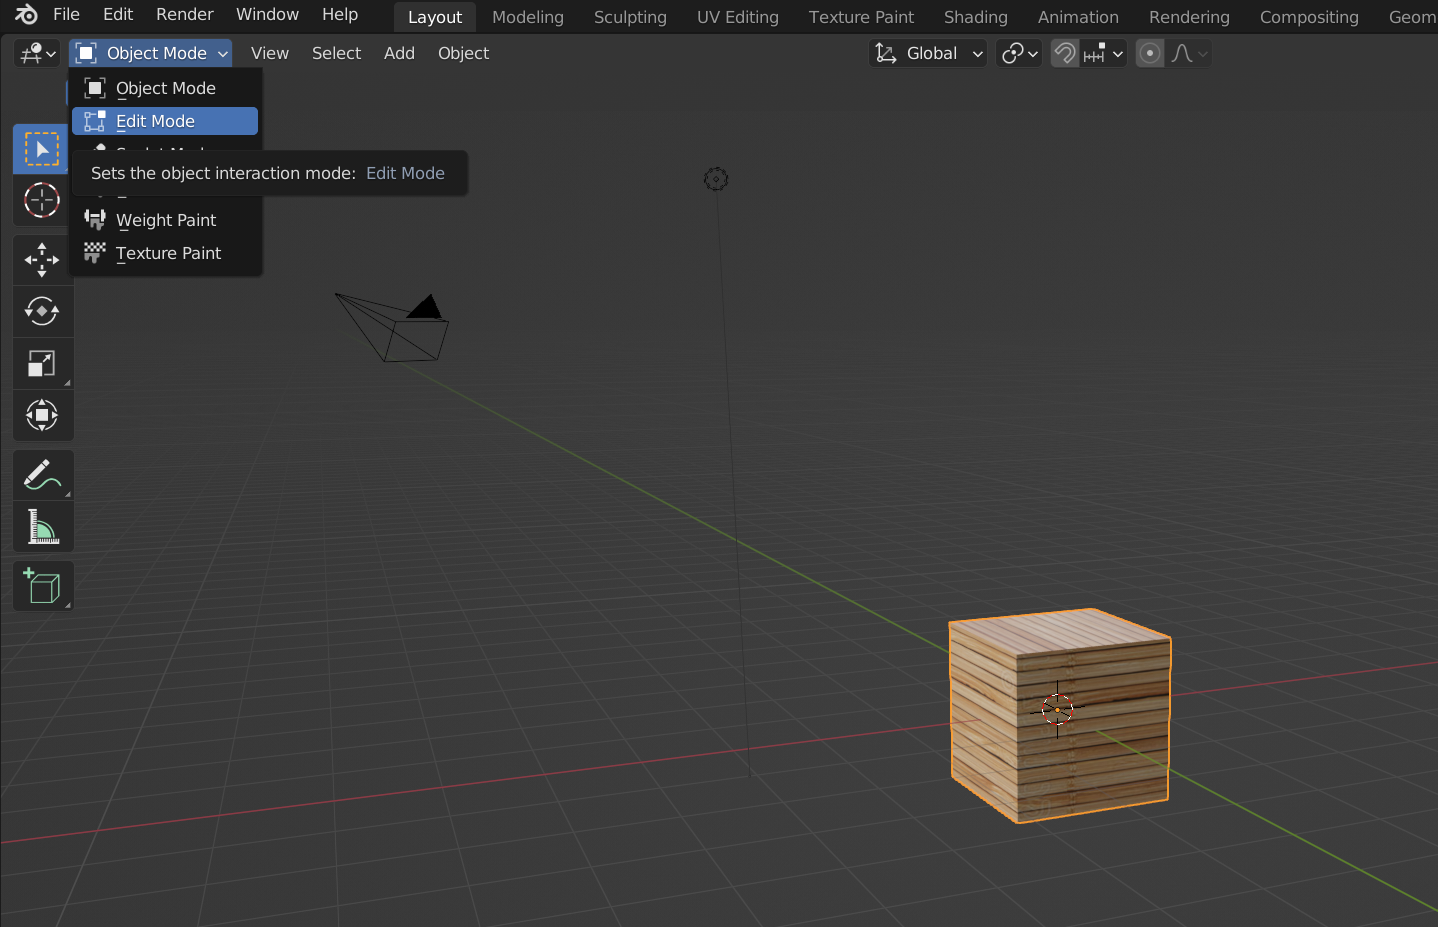 File Edit Render Window Help Layout Modeling Sculpting UV Editing Texture Paint Shading Animation Rendering Compositing Geom
Object Mode View Select Add Object Global
Object Mode
Edit Mode
Sets the object interaction mode: Edit Mode
Weight Paint
Texture Paint